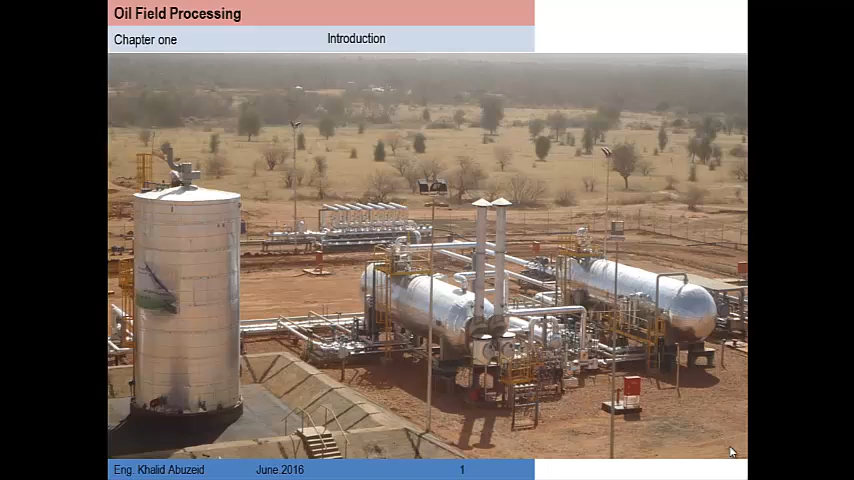 Oil Field Processing
Chapter one Introduction
Eng. Khalid Abuzeid June.2016 1